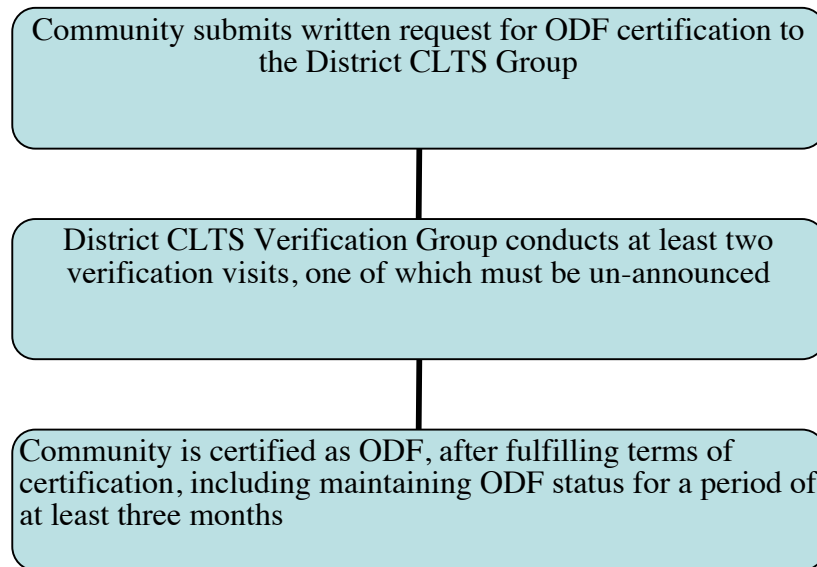 Community submits written request for ODF certification to
the District CLTS Group
District CLTS Verification Group conducts at least two
verification visits, one of which must be un-announced
Community is certified as ODF, after fulfilling terms of
certification, including maintaining ODF status for a period of
at least three months